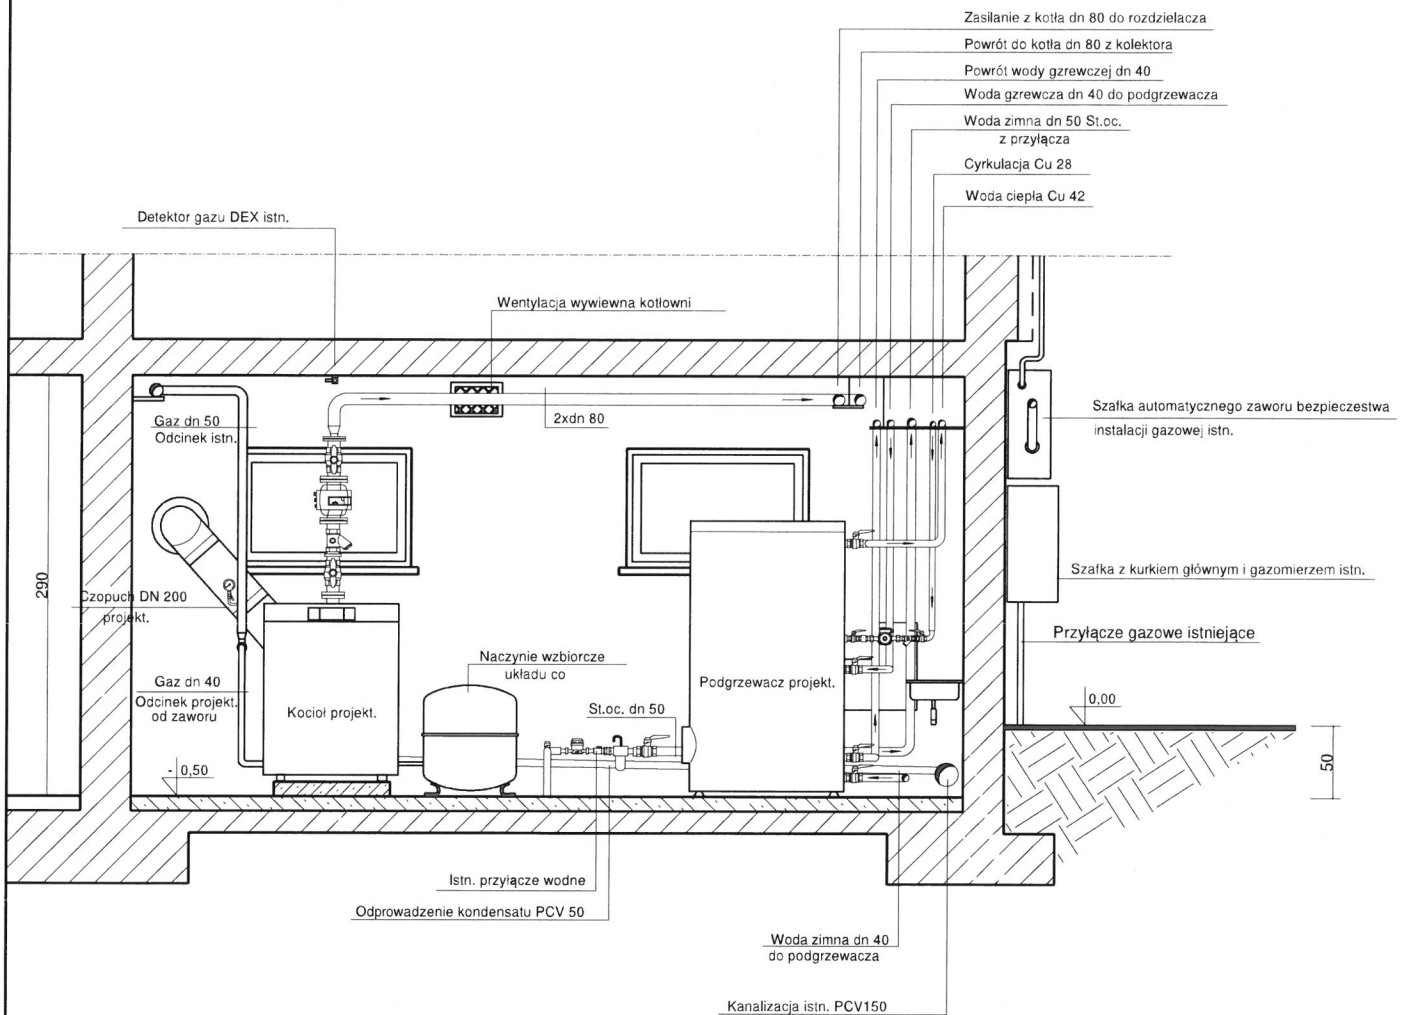 Zasilanie z kotła dn 80 do rozdzielacza
Powrót do kotła dn 80 z kolektora
Powrót wody gzrewczej dn 40
Woda gzrewcza dn 40 do podgrzewacza
Woda zimna dn 50 St.oc.
z przyłącza
Cyrkulacja Cu 28
Woda ciepła Cu 42
Detektor gazu DEX istn.
Wentylacja wywiewna kotłowni
2xdn 80
Gaz dn 50
Odcinek istn.
Szafka automatycznego zaworu bezpieczestwa
instalacji gazowej istn.
Szafka z kurkiem głównym i gazomierzem istn.
290
Czopuch DN 200
projekt.
Przyłącze gazowe istniejące
Naczynie wzbiorcze
układu co
Gaz dn 40
Odcinek projekt.
od zaworu
Kocioł projekt.
St.oc. dn 50
Podgrzewacz projekt.
0,00
- 0,50
50
Istn. przyłącze wodne
Odprowadzenie kondensatu PCV 50
Woda zimna dn 40
do podgrzewacza
Kanalizacja istn. PCV150